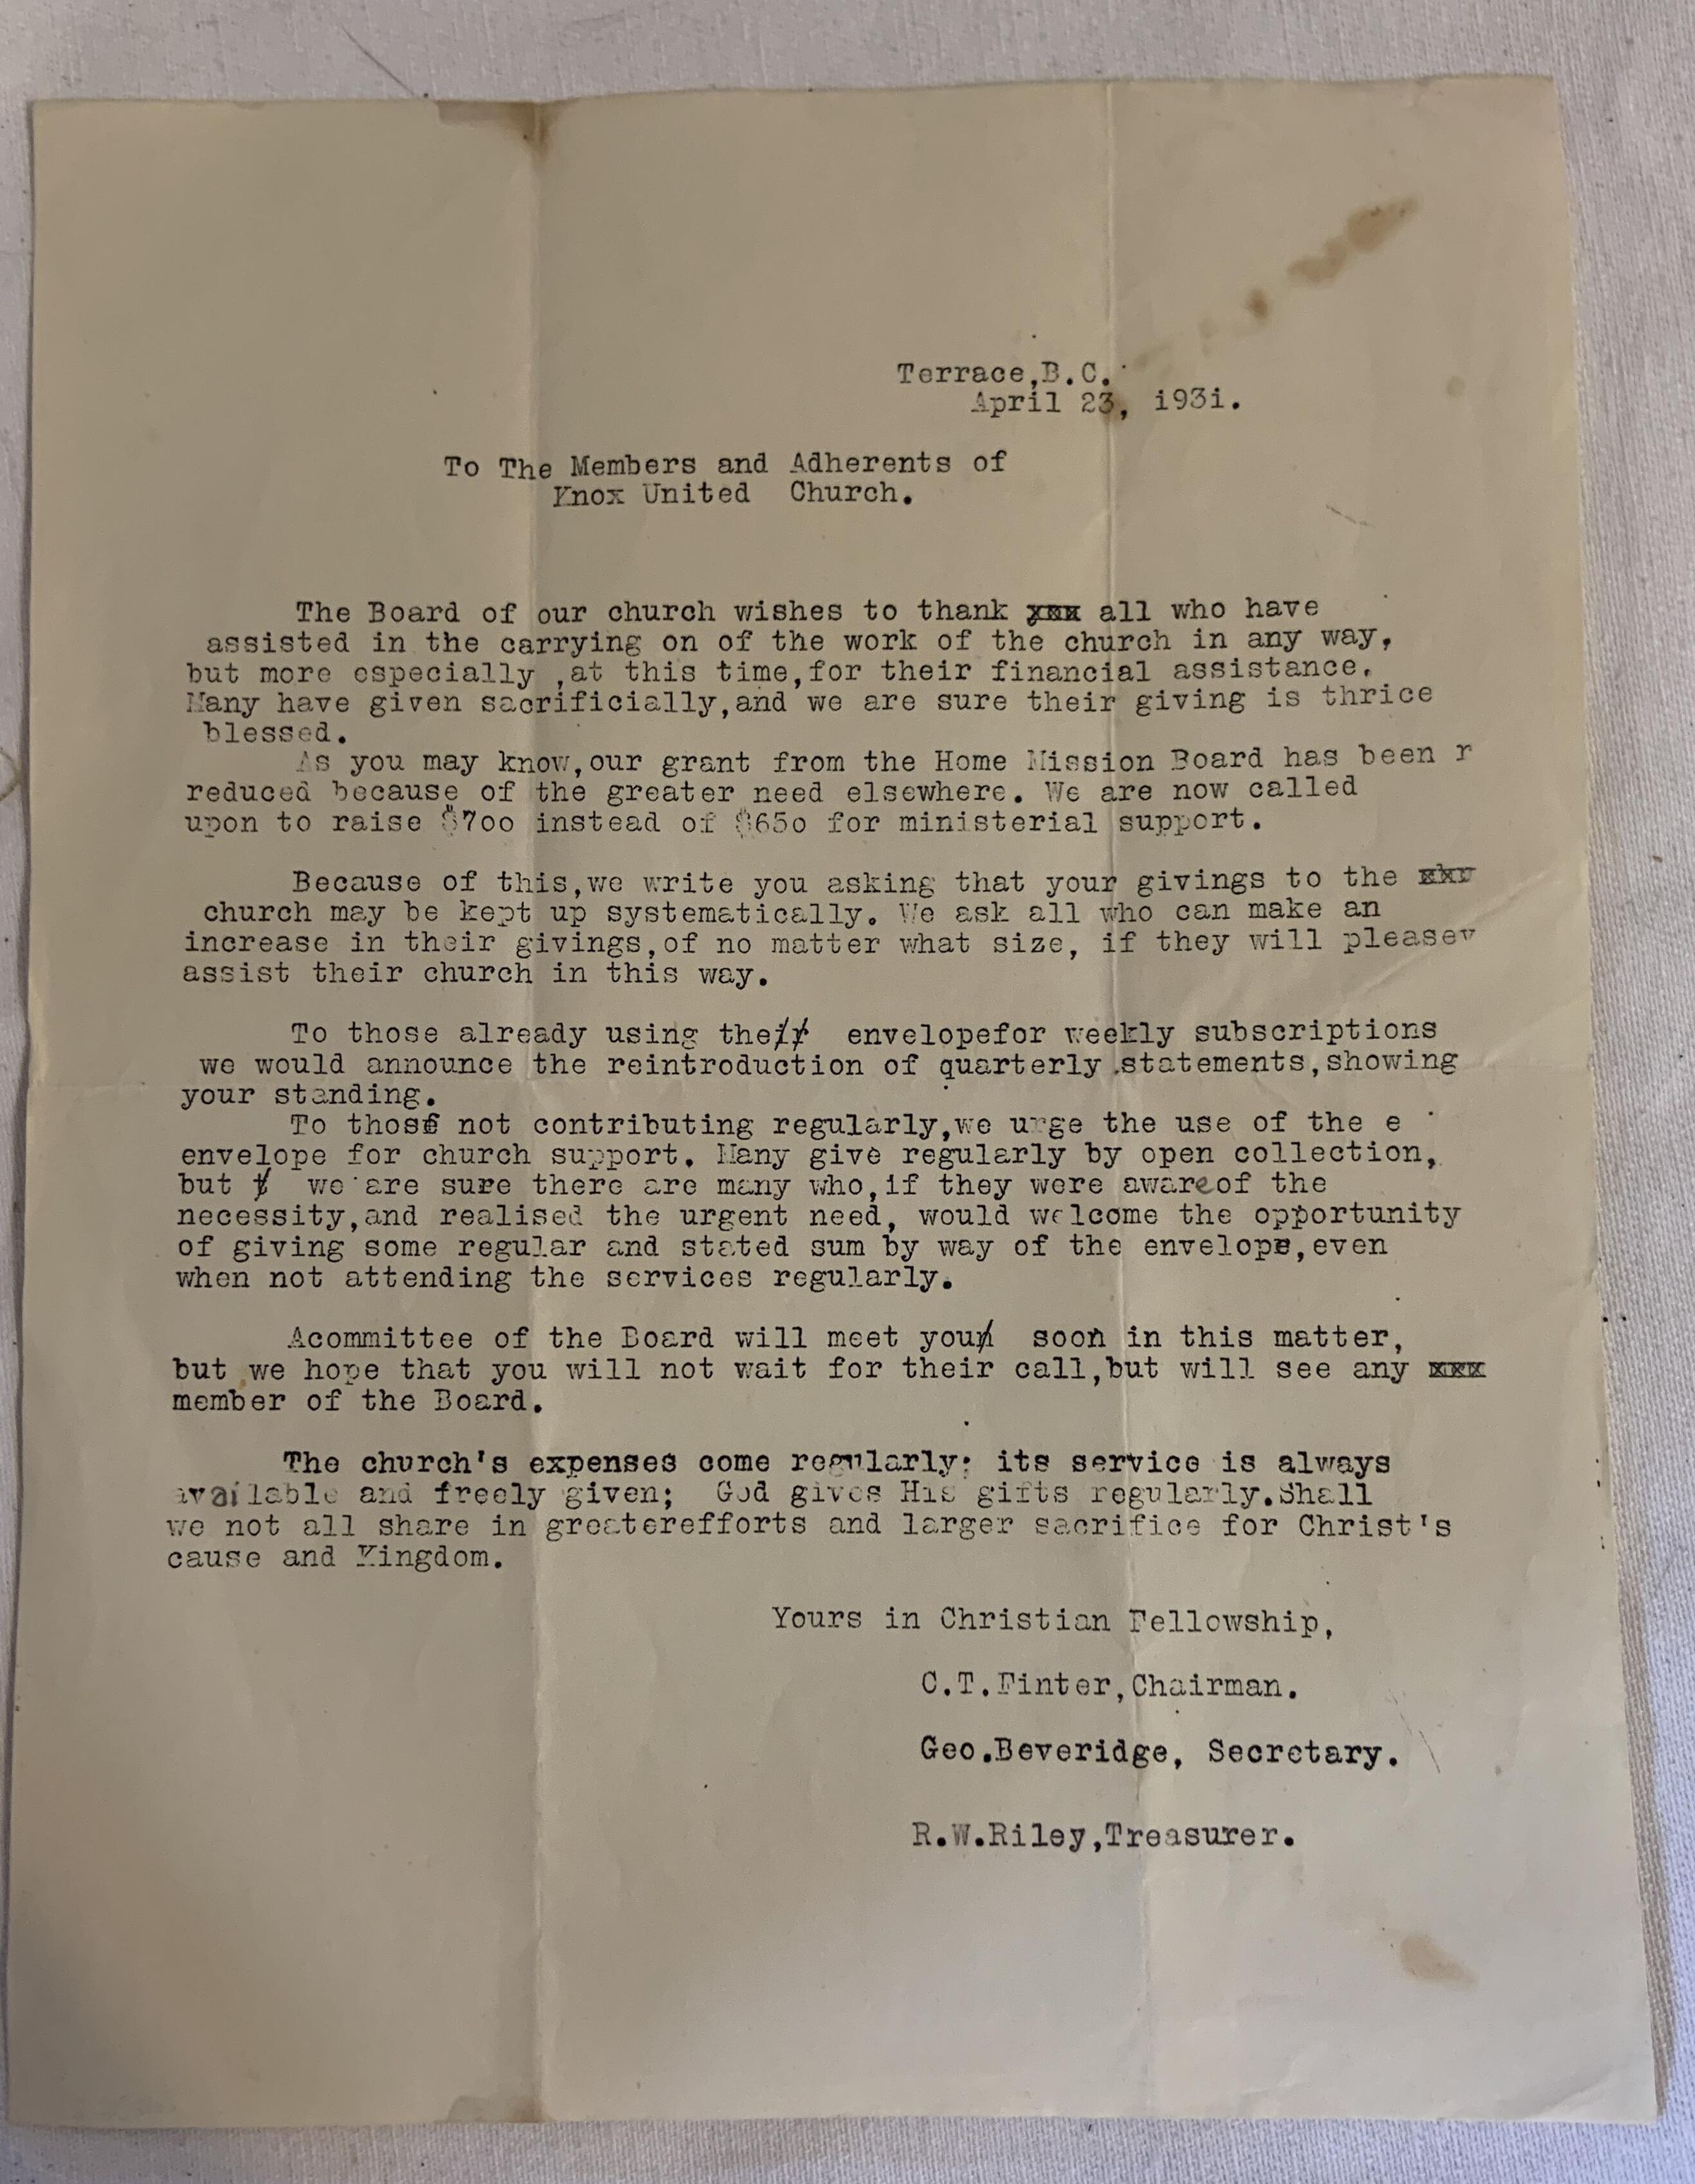 Terrace,B.C.
April 23, i93i.
To The Members and Adherents of
Knox United  Church.
The Board of our church wishes to thank xxx all who have
assisted in the carrying on of the work of the church in any way,
but more especially ,at this time,for their financial assistance.
Many have given sacrificially,and we are sure their giving is thrice
blessed.
As you may know,our grant from the Home Mission Board has been r
reduced because of the greater need elsewhere. We are now called
upon to raise $7oo instead of $65o for ministerial support.
Because of this,we write you asking that your givings to the
church may be kept up systematically. We ask all who can make an
increase in their givings,of no matter what size, if they will pleasev
assist their church in this way.
To those already using the envelopefor weekly subscriptions
we would announce the reintroduction of quarterly .statements,showing
your standing.
To those not contributing regularly,we urge the use of the e
envelope for church support. Many give regularly by open collection,
but we are sure there are many who,if they were awareof the
necessity,and realised the urgent need, would welcome the opportunity
of giving some regular and stated sum by way of the envelope,even
when not attending the services regularly.
Acommittee of the Board will meet you soon in this matter,
but we hope that you will not wait for their call,but will see any xxx
member of the Board.
The church's expenses come regularly; its service is always
available and freely given;  God gives His gifts regularly.Shall
we not all share in greaterefforts and larger sacrifice for Christ's
cause and Kingdom.
Yours in Christian Fellowship,
C.T.Finter,Chairman.
Geo.Beveridge, Secretary.
R.W.Riley,Treasurer.